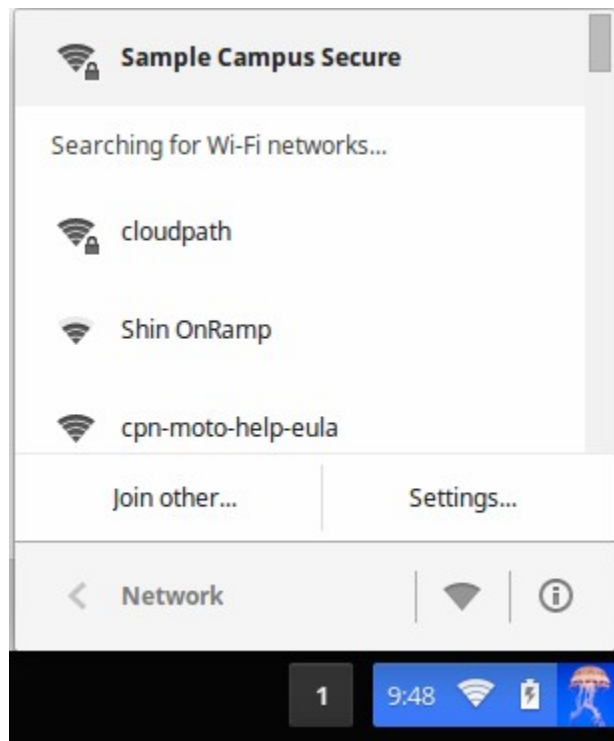 Sample Campus Secure
Searching for Wi-Fi networks...
cloudpath
Shin OnRamp
cpn-moto-help-eula
Join other... Settings...
Network
1 9:48